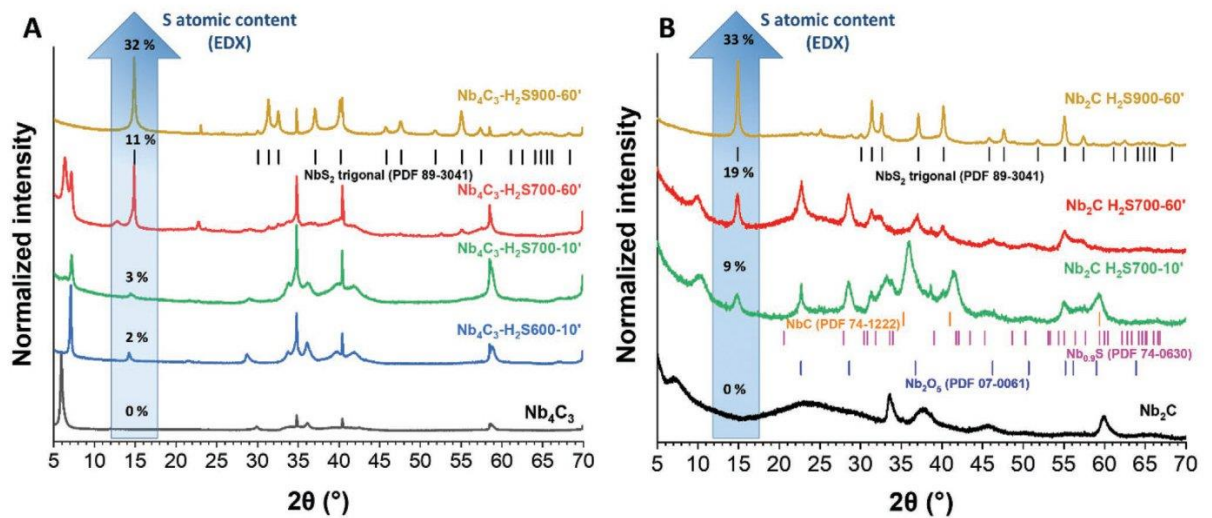 A
S atomic content
(EDX)
32 %
Nb₄C₃-H₂S900-60'
11 %
NbS₂ trigonal (PDF 89-3041)
Nb₄C₃-H₂S700-60'
Nb₄C₃-H₂S700-10'
3 %
2 %
Nb₄C₃-H₂S600-10'
0 %
Nb₄C₃
Normalized intensity
5 10 15 20 25 30 35 40 45 50 55 60 65 70
2θ (°)
B
S atomic content
(EDX)
33 %
Nb₂C H₂S900-60'
NbS₂ trigonal (PDF 89-3041)
19 %
Nb₂C H₂S700-60'
Nb₂C H₂S700-10'
9 %
NbC (PDF 74-1222)
Nb₀.₉S (PDF 74-0630)
Nb₂O₅ (PDF 07-0061)
0 %
Nb₂C
Normalized intensity
5 10 15 20 25 30 35 40 45 50 55 60 65 70
2θ (°)